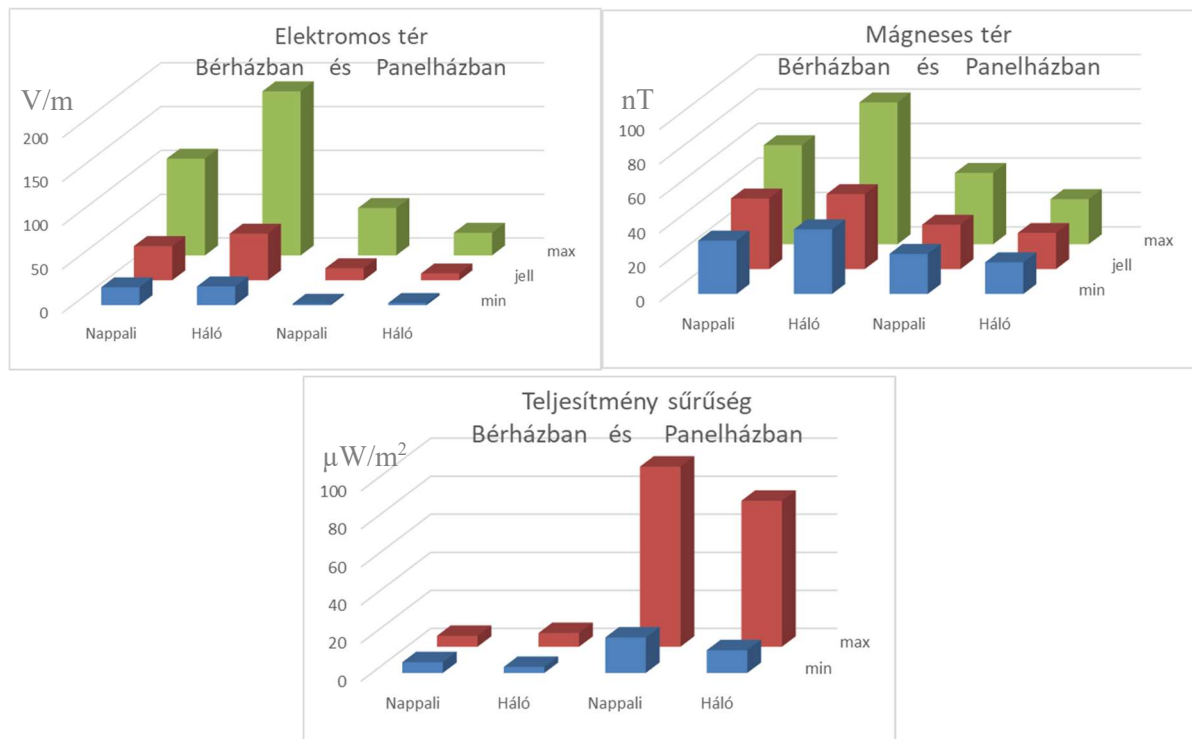 Elektromos tér
Bérházban és Panelházban
V/m
200
150
100
50
0
max
jell
min
Nappali Háló Nappali Háló
Mágneses tér
Bérházban és Panelházban
nT
100
80
60
40
20
0
max
jell
min
Nappali Háló Nappali Háló
Teljesítmény sűrűség
Bérházban és Panelházban
µW/m²
100
80
60
40
20
0
max
min
Nappali Háló Nappali Háló